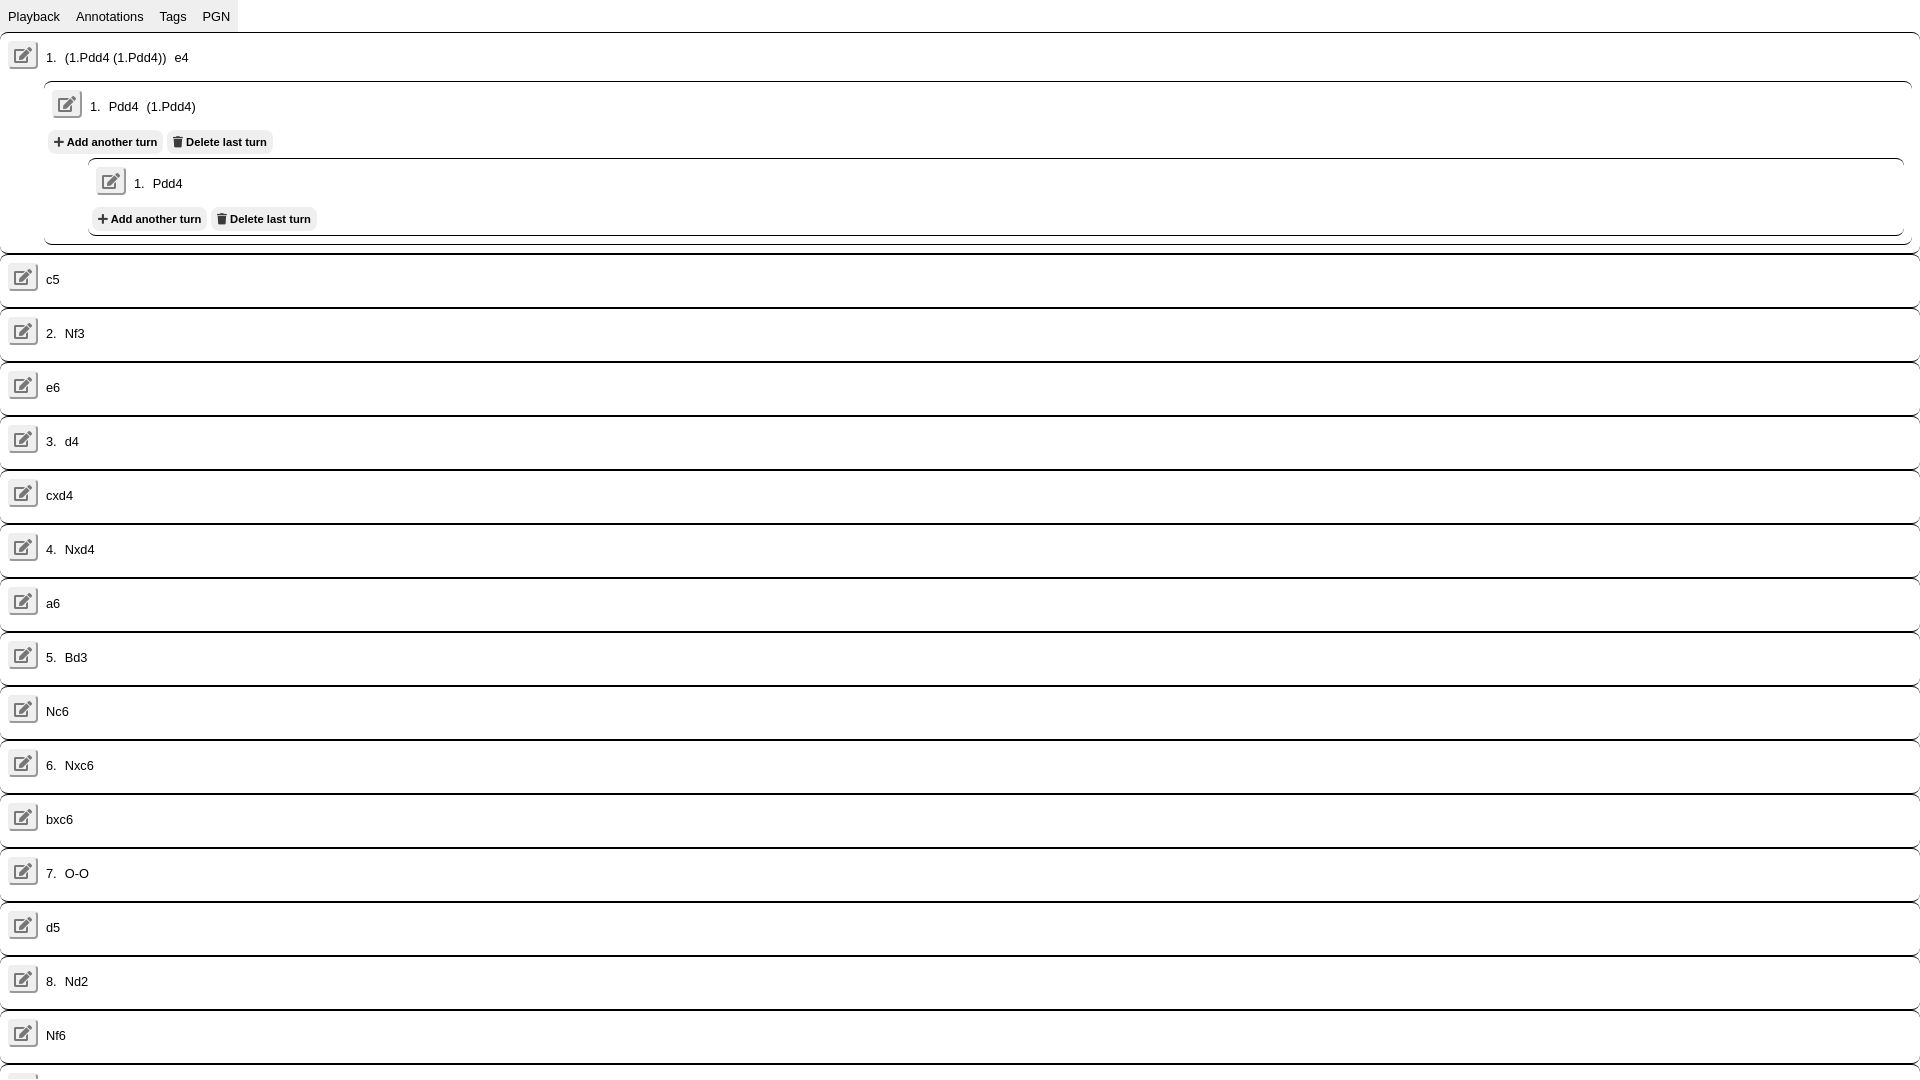 Playback Annotations Tags PGN
1. (1.Pdd4 (1.Pdd4)) e4
1. Pdd4 (1.Pdd4)
Add another turn Delete last turn
1. Pdd4
Add another turn Delete last turn
c5
2. Nf3
e6
3. d4
cxd4
4. Nxd4
a6
5. Bd3
Nc6
6. Nxc6
bxc6
7. O-O
d5
8. Nd2
Nf6